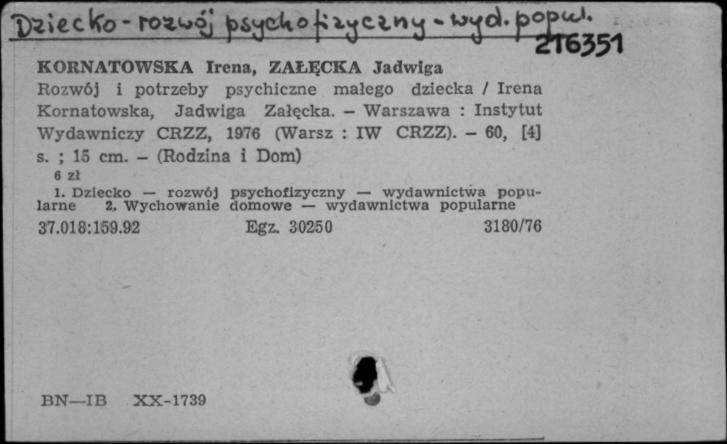 Dziecko - rozwój psychofizyczny - wyd. popul.
216351
KORNATOWSKA Irena, ZAŁĘCKA Jadwiga
Rozwój i potrzeby psychiczne małego dziecka / Irena
Kornatowska, Jadwiga Załęcka. — Warszawa : Instytut
Wydawniczy CRZZ, 1976 (Warsz : IW CRZZ). — 60, [4]
s. ; 15 cm. — (Rodzina i Dom)
6 zł
1. Dziecko — rozwój psychofizyczny — wydawnictwa popu-
larne 2. Wychowanie domowe — wydawnictwa popularne
37.018:159.92 Egz. 30250 3180/76
BN—IB XX-1739